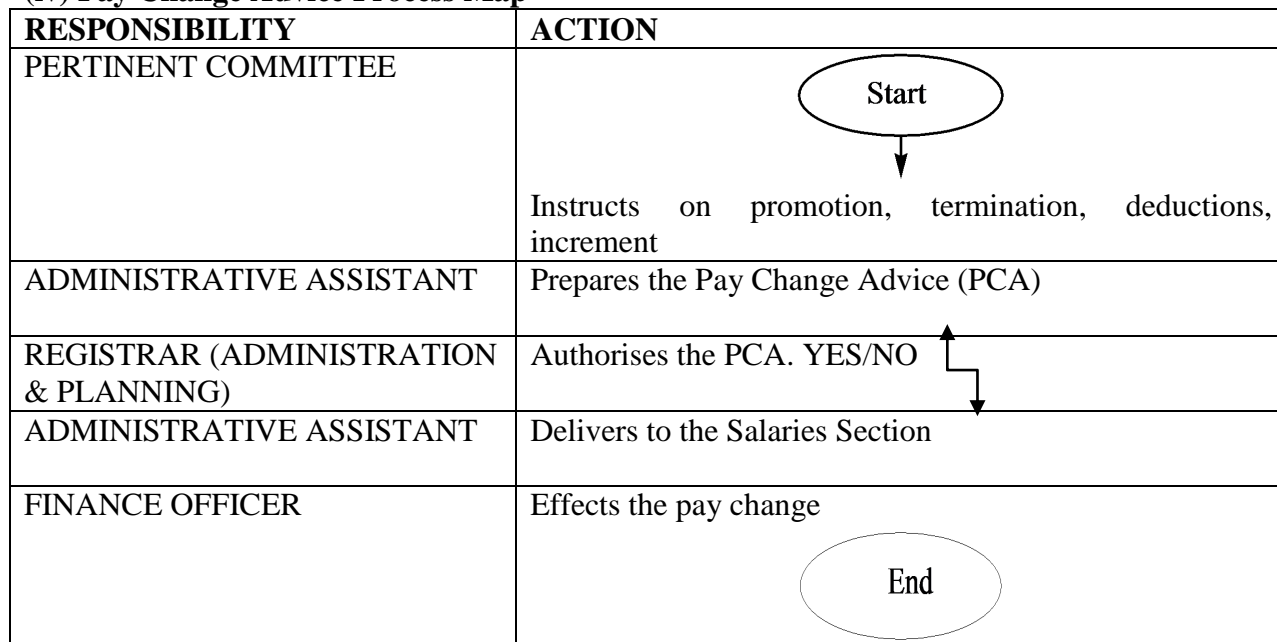 (iv) Pay Change Advice Process Map
RESPONSIBILITY ACTION
PERTINENT COMMITTEE
Start
Instructs on promotion, termination, deductions,
increment
ADMINISTRATIVE ASSISTANT Prepares the Pay Change Advice (PCA)
REGISTRAR (ADMINISTRATION Authorises the PCA. YES/NO
& PLANNING)
ADMINISTRATIVE ASSISTANT Delivers to the Salaries Section
FINANCE OFFICER Effects the pay change
End